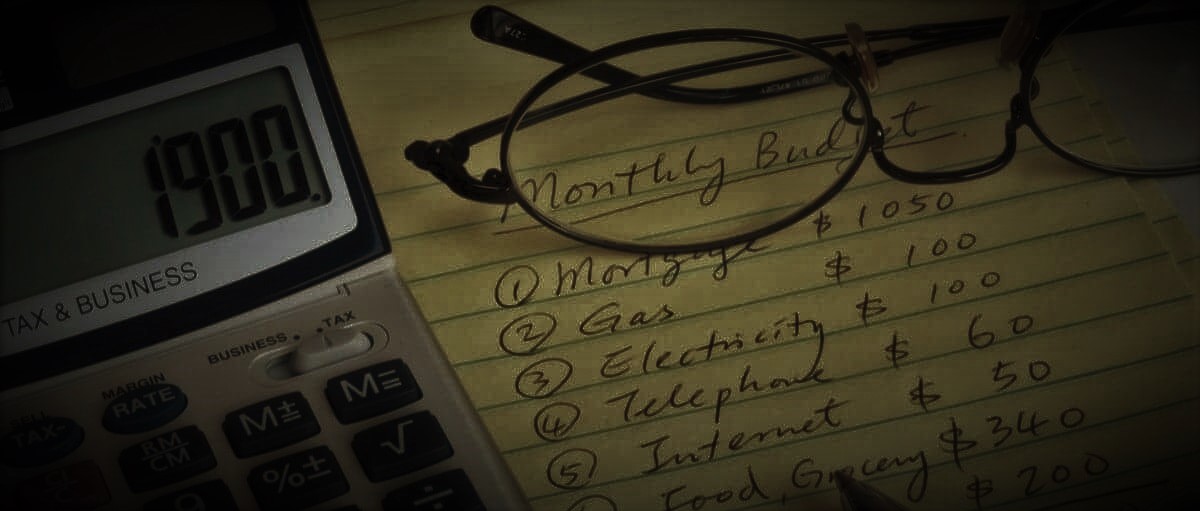 1900.
TAX & BUSINESS
BUSINESS . . TAX
MARGIN
RATE
TAX-
M±
M=
RM
CM
%±
√
÷
9
Monthly Budget
① Mortgage $ 1050
② Gas $ 100
③ Electricity $ 100
④ Telephone $ 60
⑤ Internet $ 50
Food, Grocery $ 340
$ 200